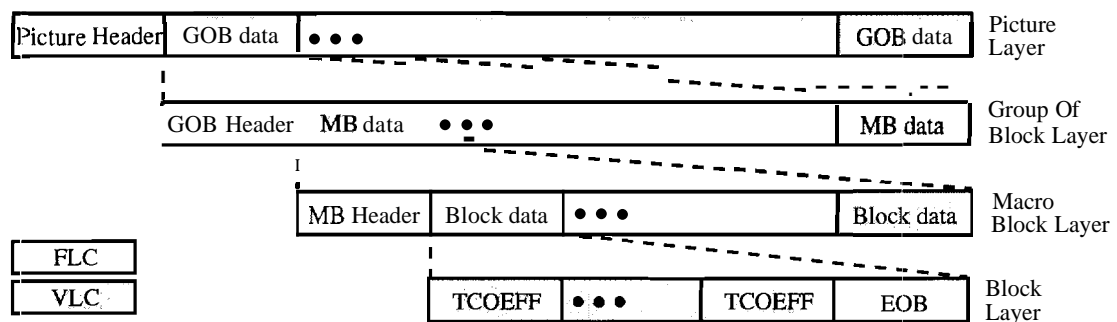 Picture Header GOB data ● ● ● GOB data Picture Layer
GOB Header MB data ● ● ● MB data Group Of Block Layer
I
MB Header Block data ● ● ● Block data Macro Block Layer
FLC
VLC TCOEFF ● ● ● TCOEFF EOB Block Layer